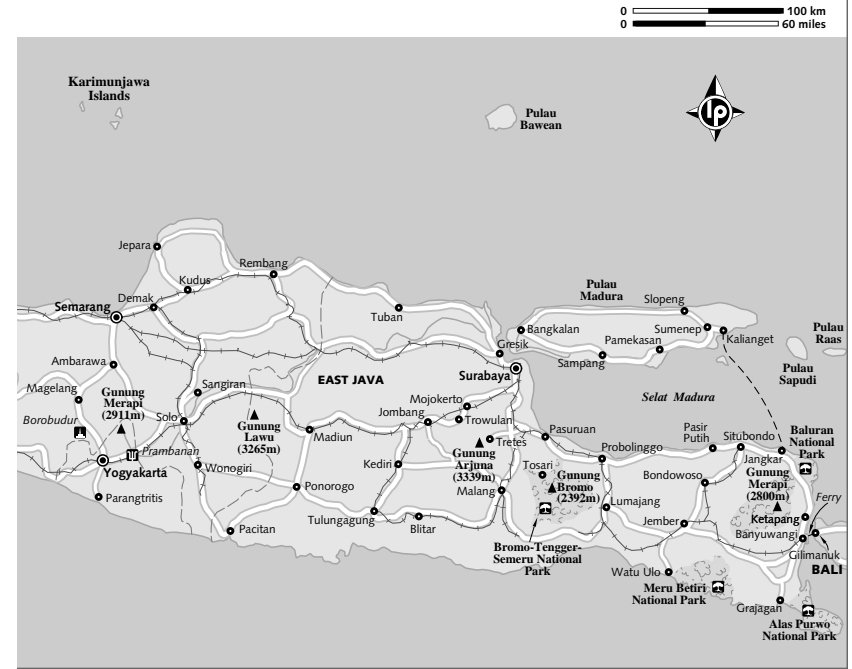 0 100 km
0 60 miles
Karimunjawa
Islands
Pulau
Bawean
lp
Jepara
Rembang
Kudus
Demak
Semarang
Tuban
Pulau
Madura
Slopeng
Bangkalan
Sumenep
Kalianget
Pamekasan
Sampang
Gresik
Pulau
Raas
Pulau
Sapudi
Ambarawa
EAST JAVA
Surabaya
Selat Madura
Magelang
Gunung
Merapi
(2911m)
Sangiran
Borobudur
Solo
Gunung
Lawu
(3265m)
Mojokerto
Jombang
Trowulan
Madiun
Tretes
Pasuruan
Pasir
Putih
Situbondo
Baluran
National
Park
Prambanan
Yogyakarta
Wonogiri
Kediri
Gunung
Arjuna
(3339m)
Tosari
Gunung
Bromo
(2392m)
Probolinggo
Jangkar
Gunung
Merapi
(2800m)
Bondowoso
Parangtritis
Ponorogo
Malang
Lumajang
Ferry
Ketapang
Pacitan
Tulungagung
Blitar
Jember
Banyuwangi
Gilimanuk
BALI
Bromo-Tengger-
Semeru National
Park
Watu Ulo
Meru Betiri
National Park
Grajagan
Alas Purwo
National Park